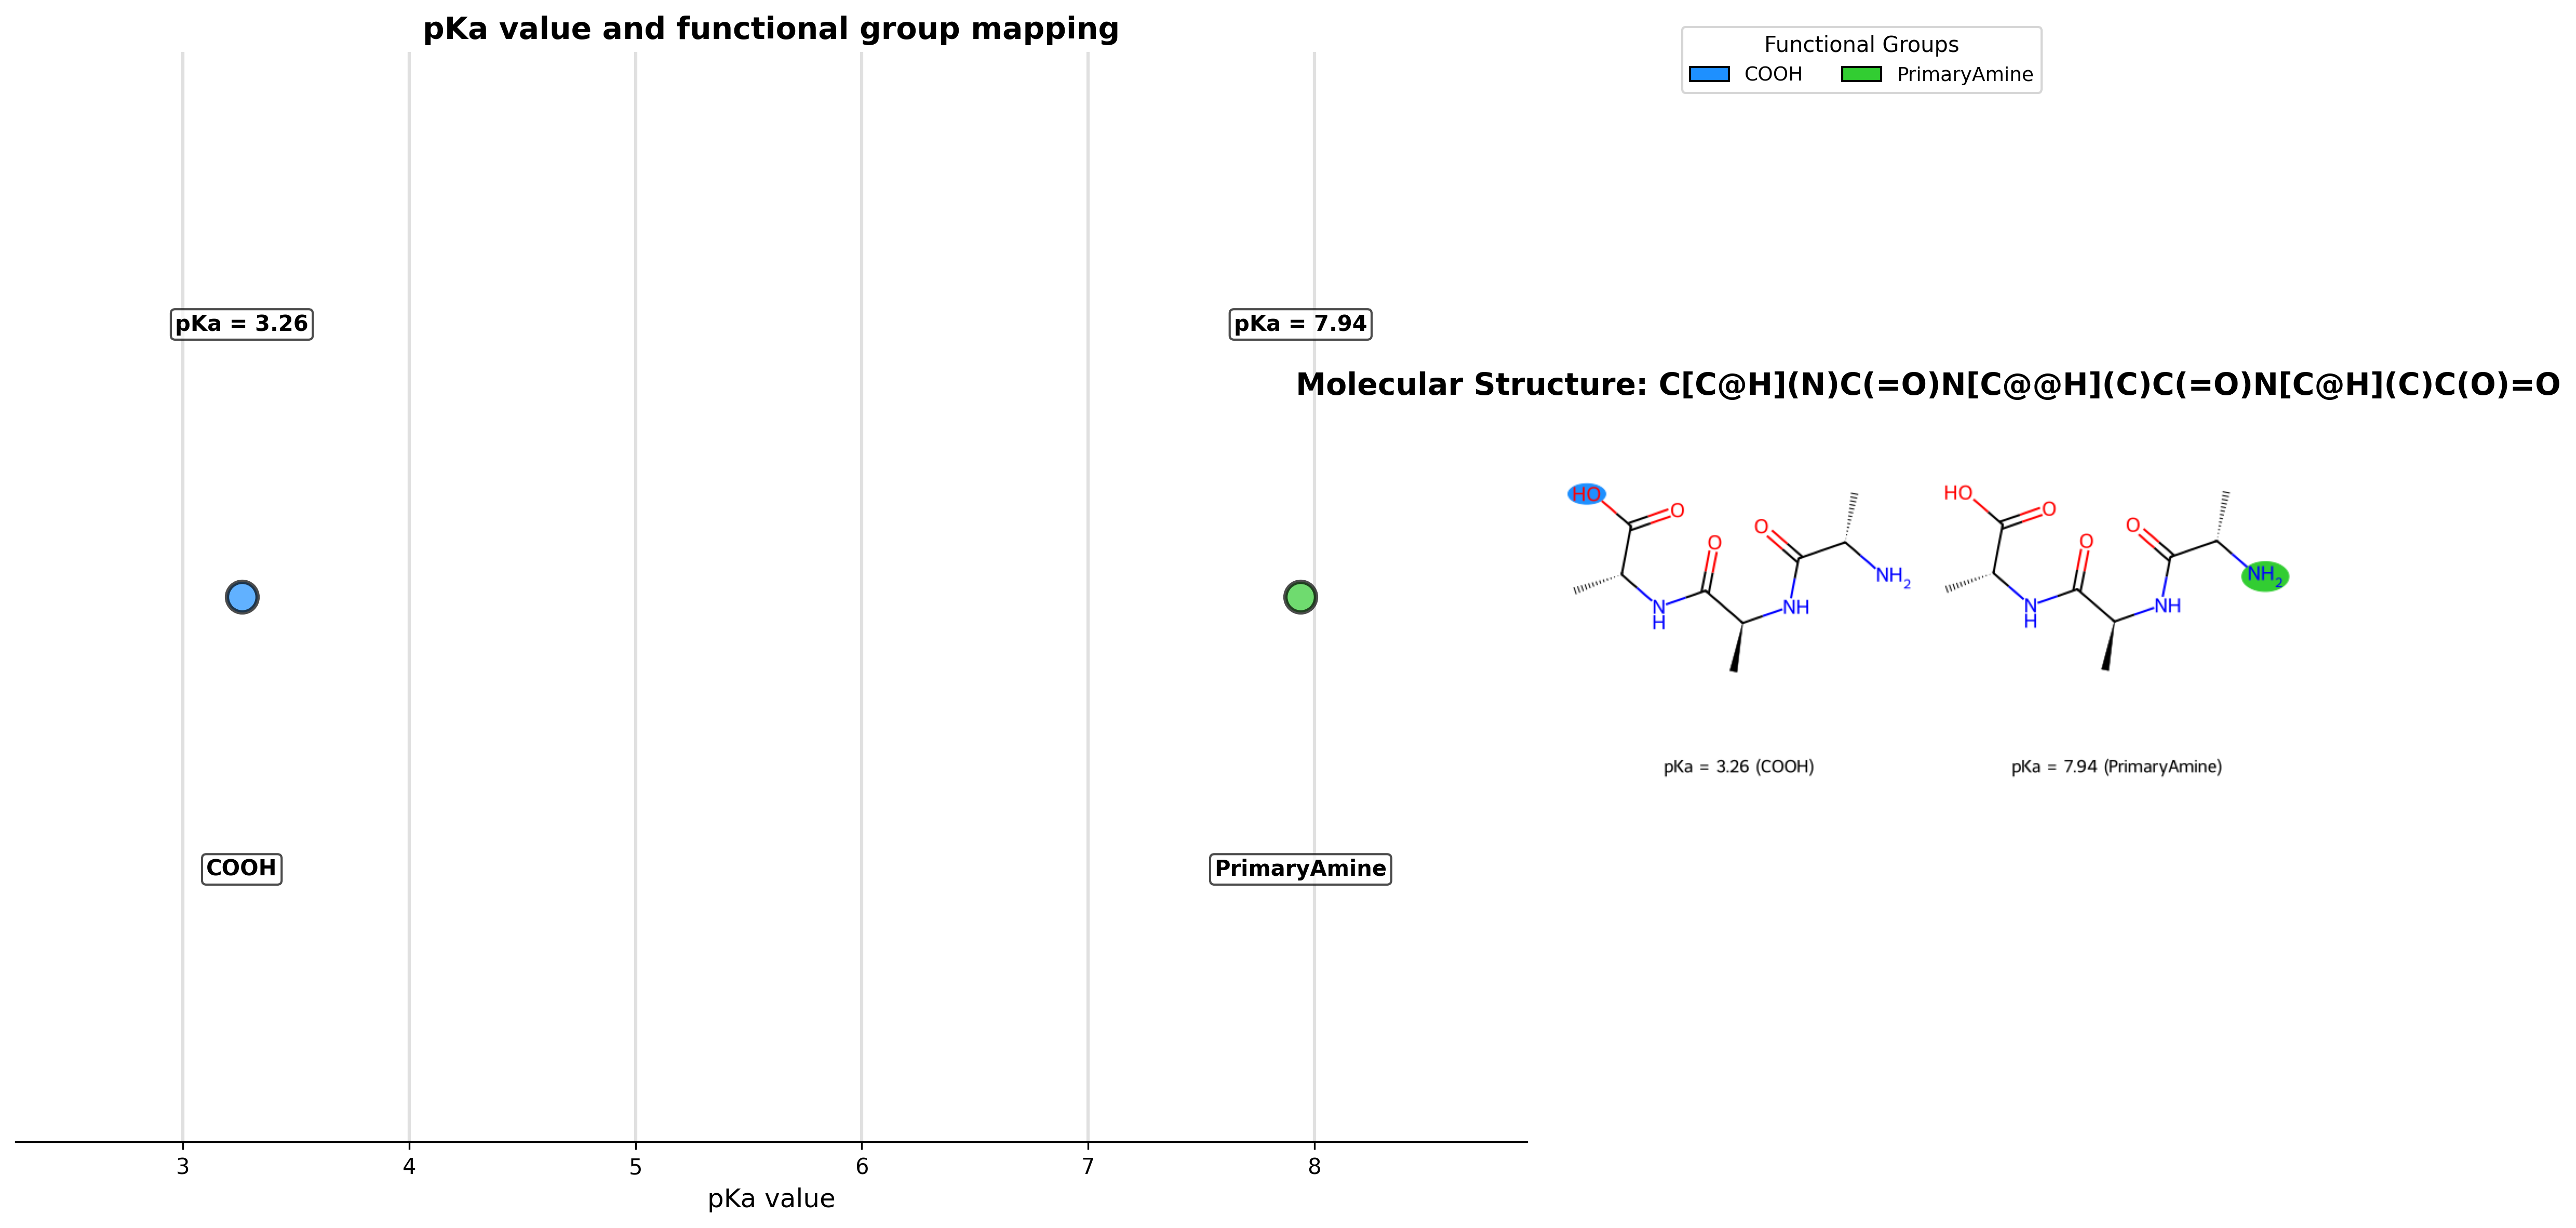 pKa value and functional group mapping
Functional Groups
COOH PrimaryAmine
pKa = 3.26 pKa = 7.94
Molecular Structure: C[C@H](N)C(=O)N[C@@H](C)C(=O)N[C@H](C)C(O)=O
HO O O O NH2 N H NH
HO O O O NH2 N H NH
pKa = 3.26 (COOH) pKa = 7.94 (PrimaryAmine)
COOH PrimaryAmine
3 4 5 6 7 8
pKa value